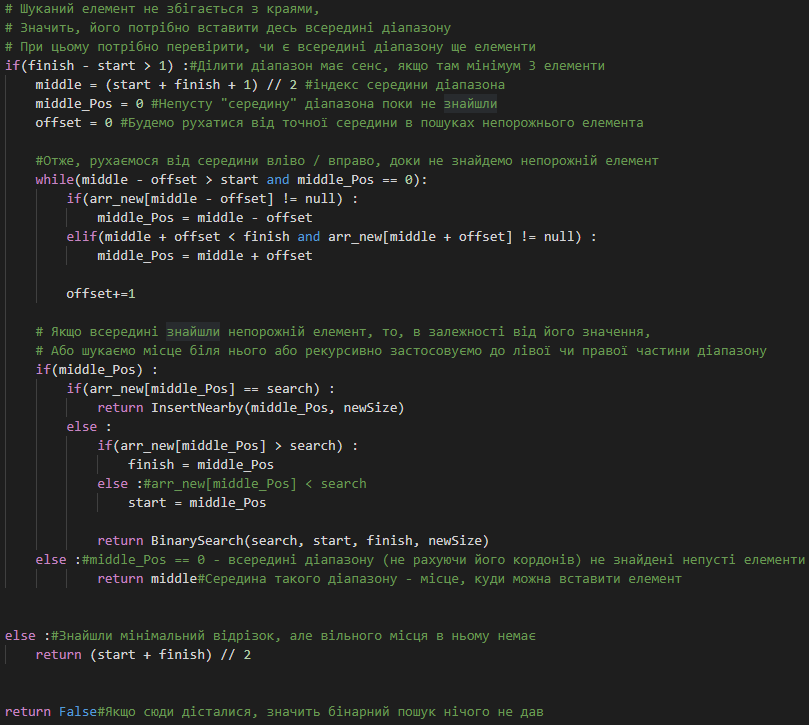 # Шуканий елемент не збігається з краями,
# Значить, його потрібно вставити десь всередині діапазону
# При цьому потрібно перевірити, чи є всередині діапазону ще елементи
if(finish - start > 1) :#Ділити діапазон має сенс, якщо там мінімум 3 елементи
    middle = (start + finish + 1) // 2 #індекс середини діапазона
    middle_Pos = 0 #Непусту "середину" діапазона поки не знайшли
    offset = 0 #Будемо рухатися від точної середини в пошуках непорожнього елемента

    #Отже, рухаємося від середини вліво / вправо, доки не знайдемо непорожній елемент
    while(middle - offset > start and middle_Pos == 0):
        if(arr_new[middle - offset] != null) :
            middle_Pos = middle - offset
        elif(middle + offset < finish and arr_new[middle + offset] != null) :
            middle_Pos = middle + offset

        offset+=1

    # Якщо всередині знайшли непорожній елемент, то, в залежності від його значення,
    # Або шукаємо місце біля нього або рекурсивно застосовуємо до лівої чи правої частини діапазону
    if(middle_Pos) :
        if(arr_new[middle_Pos] == search) :
            return InsertNearby(middle_Pos, newSize)
        else :
            if(arr_new[middle_Pos] > search) :
                finish = middle_Pos
            else :#arr_new[middle_Pos] < search
                start = middle_Pos

            return BinarySearch(search, start, finish, newSize)
    else :#middle_Pos == 0 - всередині діапазону (не рахуючи його кордонів) не знайдені непусті елементи
            return middle#Середина такого діапазону - місце, куди можна вставити елемент


else :#Знайшли мінімальний відрізок, але вільного місця в ньому немає
    return (start + finish) // 2


return False#Якщо сюди дісталися, значить бінарний пошук нічого не дав